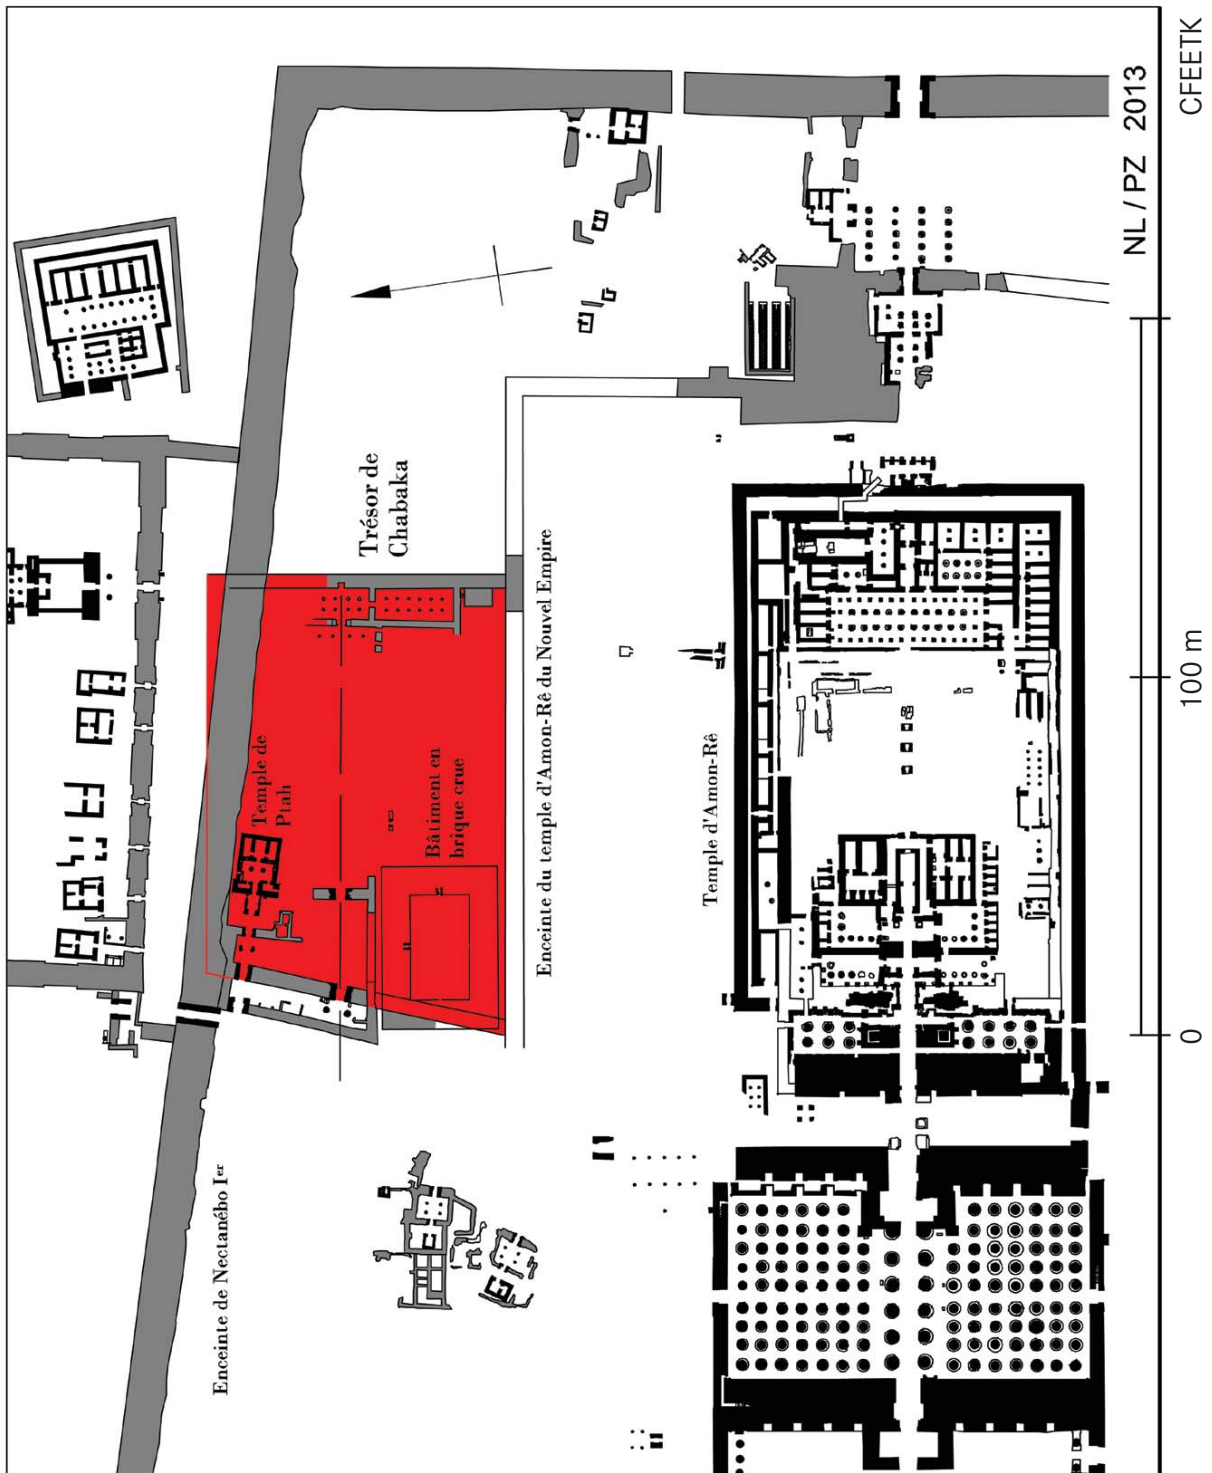 Enceinte de Nectanébo Iᵉʳ
Temple de
Ptah
Trésor de
Chabaka
Bâtiment en
brique crue
Enceinte du temple d'Amon-Rê du Nouvel Empire
Temple d'Amon-Rê
0
100 m
NL / PZ 2013
CFEETK